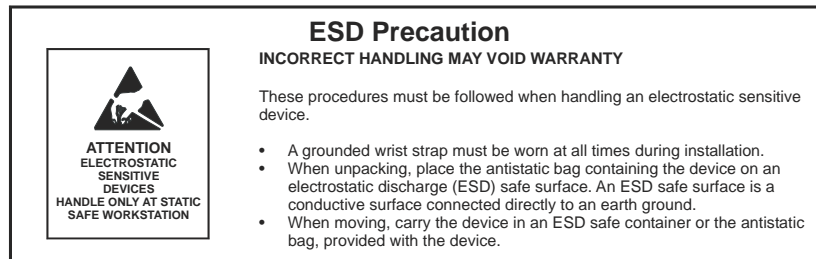 ESD Precaution
INCORRECT HANDLING MAY VOID WARRANTY
ATTENTION
ELECTROSTATIC
SENSITIVE
DEVICES
HANDLE ONLY AT STATIC
SAFE WORKSTATION
These procedures must be followed when handling an electrostatic sensitive
device.
• A grounded wrist strap must be worn at all times during installation.
• When unpacking, place the antistatic bag containing the device on an
electrostatic discharge (ESD) safe surface. An ESD safe surface is a
conductive surface connected directly to an earth ground.
• When moving, carry the device in an ESD safe container or the antistatic
bag, provided with the device.